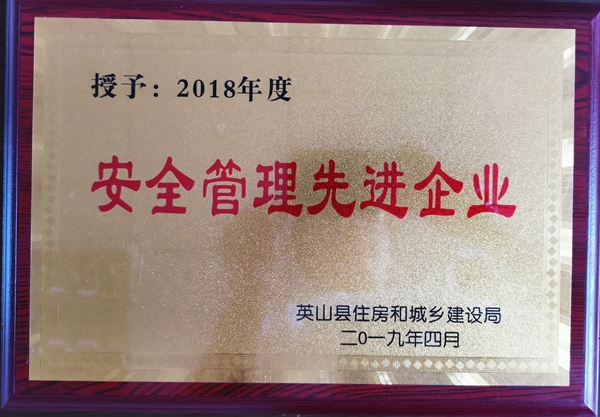 授予：2018年度
安全管理先进企业
英山县住房和城乡建设局
二0一九年四月